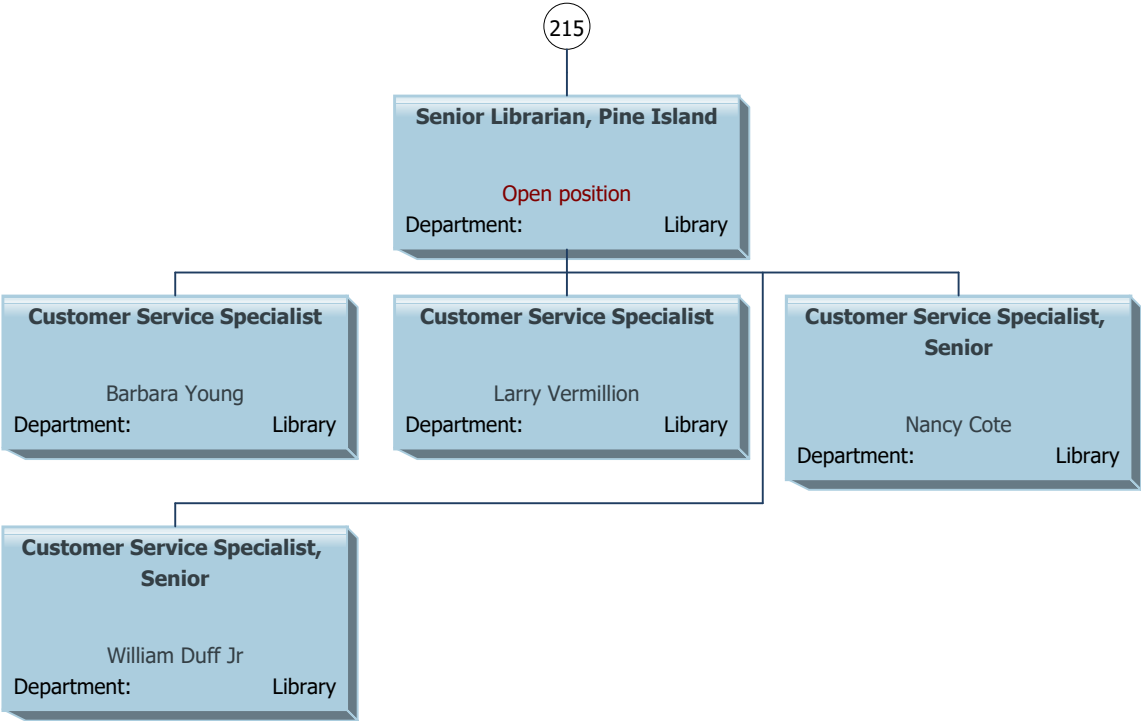 215
Senior Librarian, Pine Island
Open position
Department: Library
Customer Service Specialist
Barbara Young
Department: Library
Customer Service Specialist
Larry Vermillion
Department: Library
Customer Service Specialist,
Senior
Nancy Cote
Department: Library
Customer Service Specialist,
Senior
William Duff Jr
Department: Library